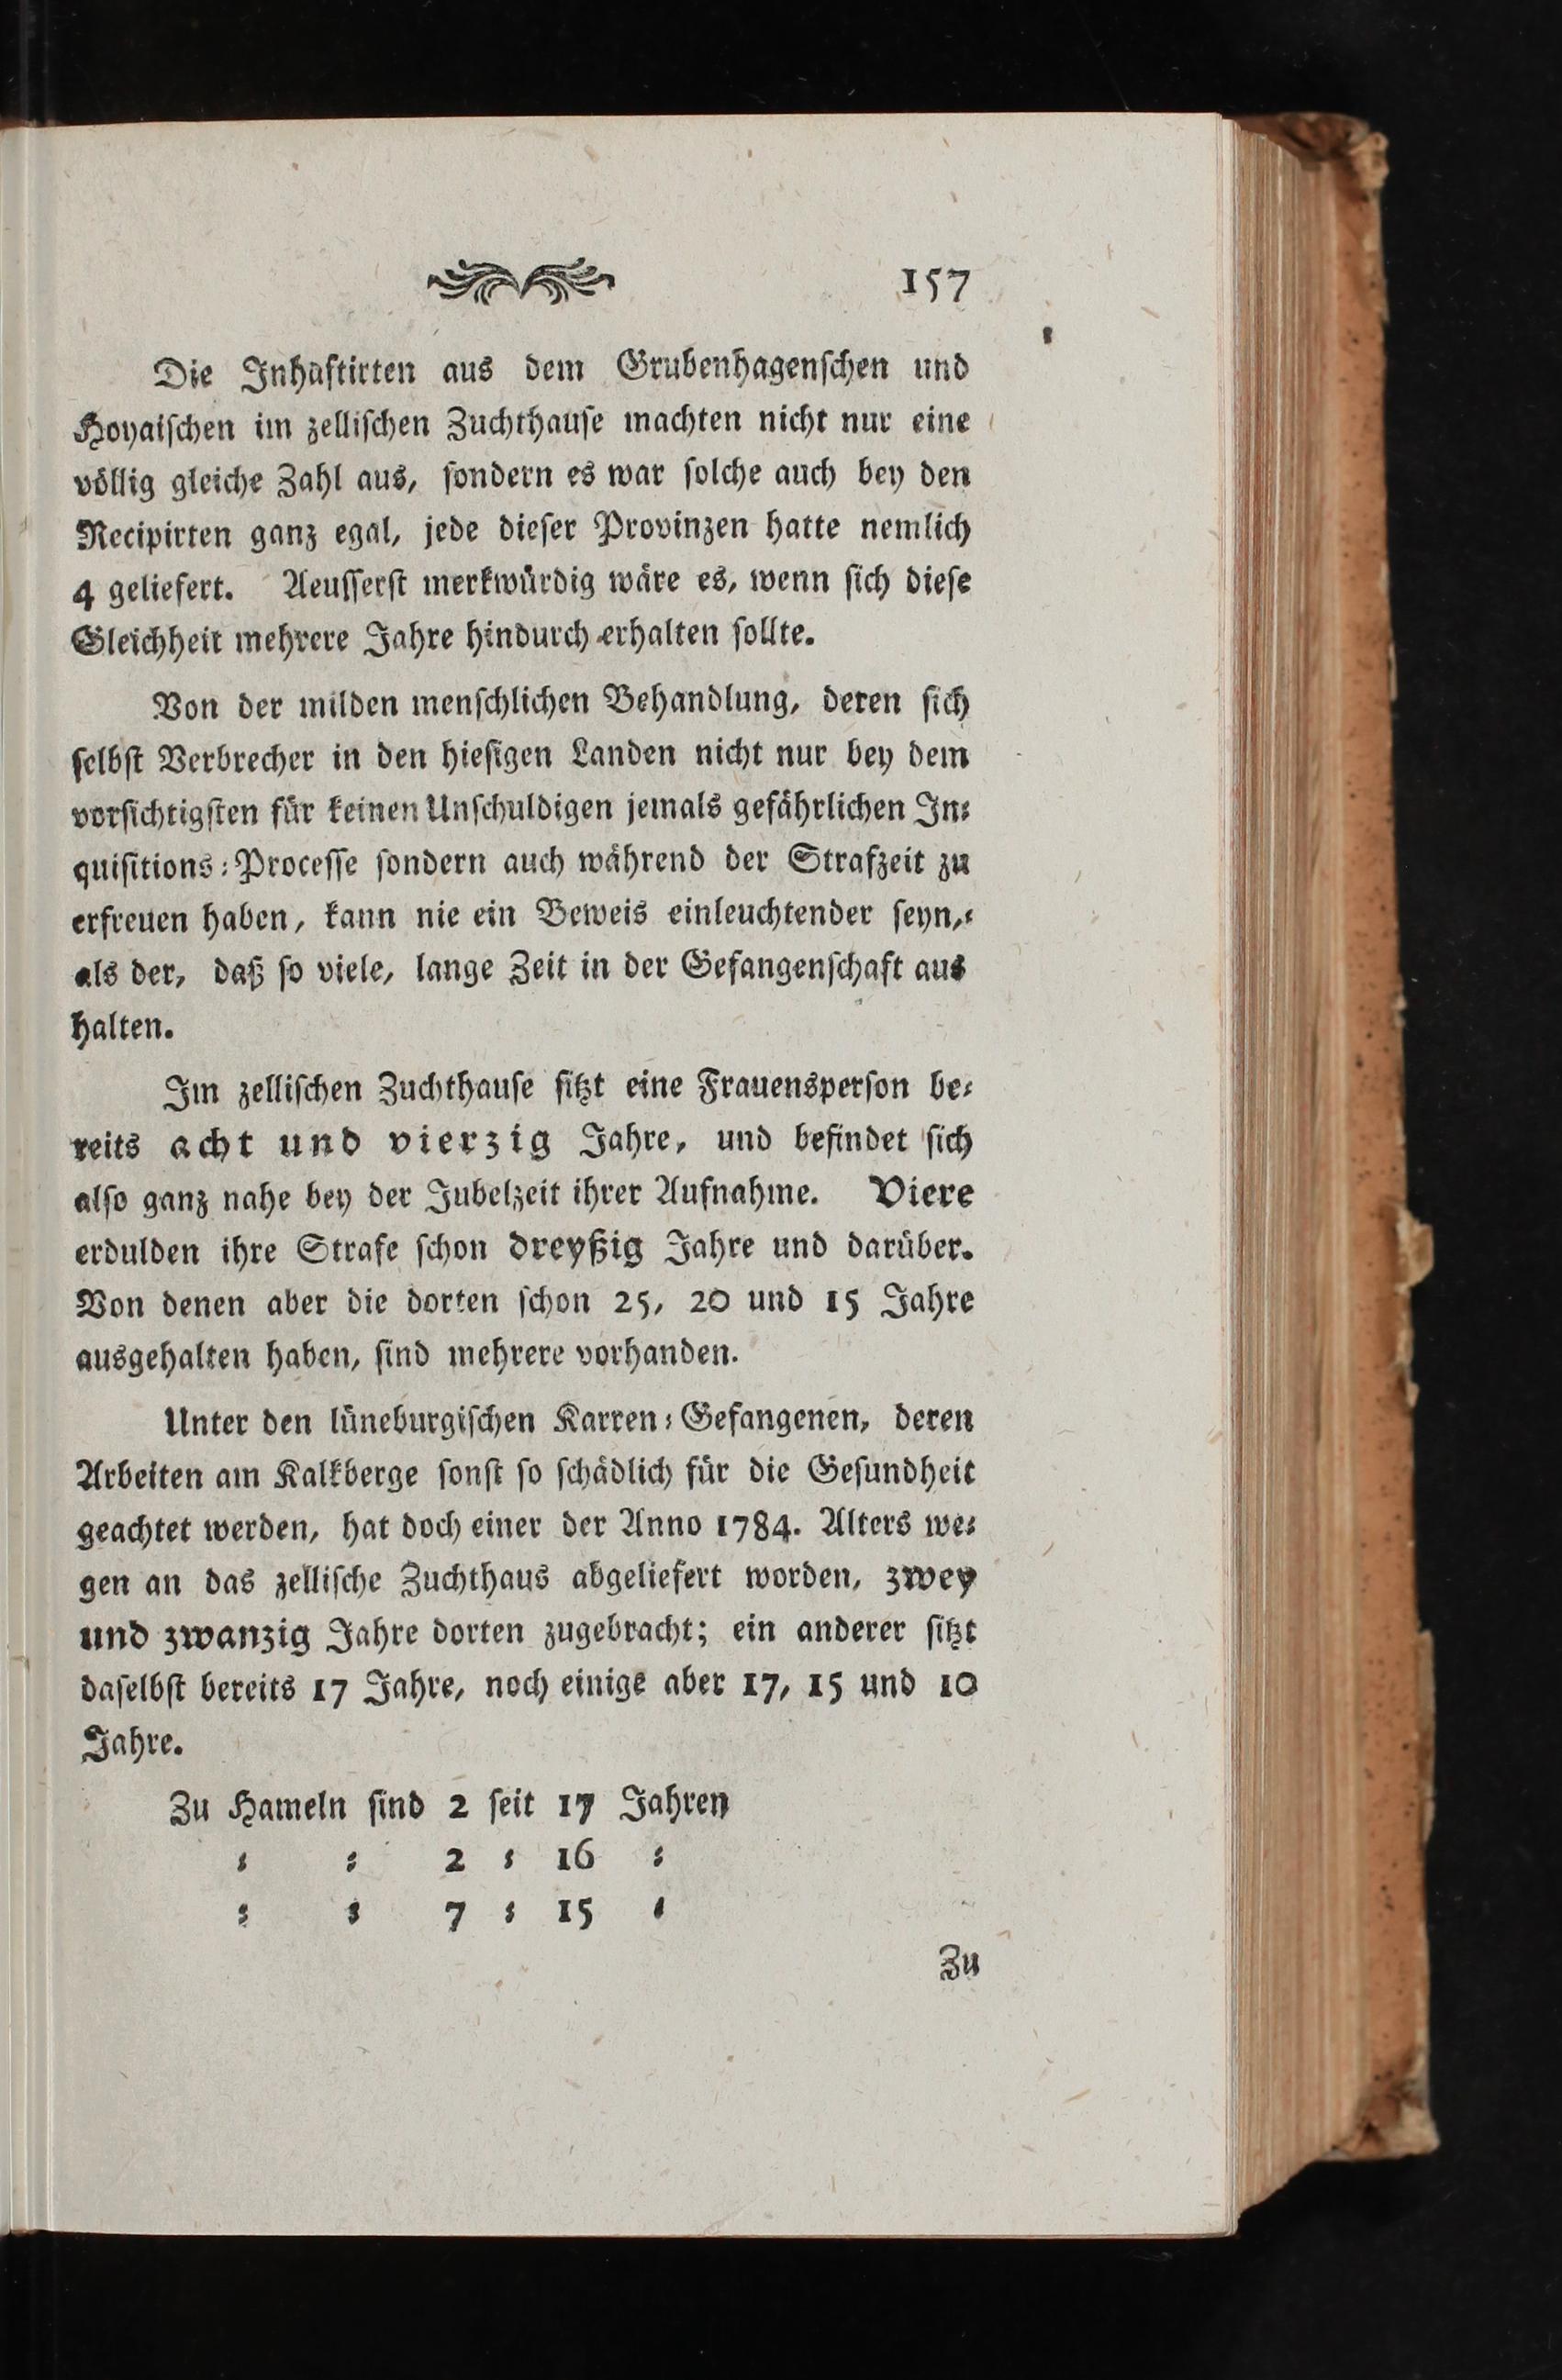 157
Die Inhaftirten aus dem Grubenhagenſchen und
Hoyaiſchen im zelliſchen Zuchthauſe machten nicht nur eine
völlig gleiche Zahl aus, ſondern es war ſolche auch bey den
Recipirten ganz egal, jede dieſer Provinzen hatte nemlich
4 geliefert. Aeuſſerſt merkwürdig wäre es, wenn ſich dieſe
Gleichheit mehrere Jahre hindurch erhalten ſollte.
Von der milden menſchlichen Behandlung, deren ſich
ſelbſt Verbrecher in den hieſigen Landen nicht nur bey dem
vorſichtigſten für keinen Unſchuldigen jemals gefährlichen In⸗
quiſitions⸗Proceſſe ſondern auch während der Strafzeit zu
erfreuen haben, kann nie ein Beweis einleuchtender ſeyn,⸗
als der, daß ſo viele, lange Zeit in der Gefangenſchaft aus
halten.
Im zelliſchen Zuchthauſe ſitzt eine Frauensperſon be⸗
reits acht und vierzig Jahre, und befindet ſich
alſo ganz nahe bey der Jubelzeit ihrer Aufnahme. Viere
erdulden ihre Strafe ſchon dreyßig Jahre und darüber.
Von denen aber die dorten ſchon 25, 20 und 15 Jahre
ausgehalten haben, ſind mehrere vorhanden.
Unter den lüneburgiſchen Karren⸗Gefangenen, deren
Arbeiten am Kalkberge ſonſt ſo ſchädlich für die Geſundheit
geachtet werden, hat doch einer der Anno 1784. Alters we⸗
gen an das zelliſche Zuchthaus abgeliefert worden, zwey
und zwanzig Jahre dorten zugebracht; ein anderer ſitzt
daſelbſt bereits 17 Jahre, noch einige aber 17, 15 und 10
Jahre.
Zu Hameln ſind 2 ſeit 17 Jahren
⸗ ⸗ 2 ⸗ 16 ⸗
⸗ ⸗ 7 ⸗ 15 ⸗
Zu